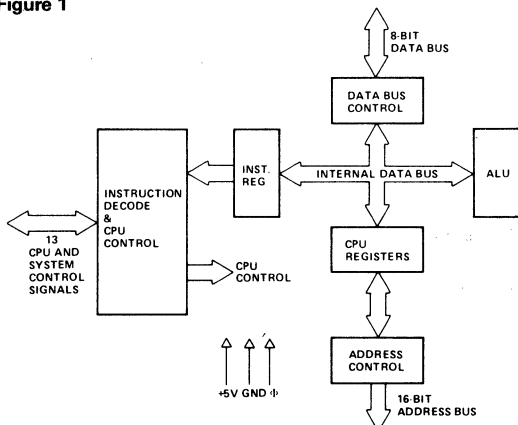 Figure 1
8-BIT
DATA BUS
DATA BUS
CONTROL
INST.
REG
INTERNAL DATA BUS
ALU
INSTRUCTION
DECODE
&
CPU
CONTROL
13
CPU AND
SYSTEM
CONTROL
SIGNALS
CPU
CONTROL
CPU
REGISTERS
ADDRESS
CONTROL
+5V GND Φ
16-BIT
ADDRESS BUS